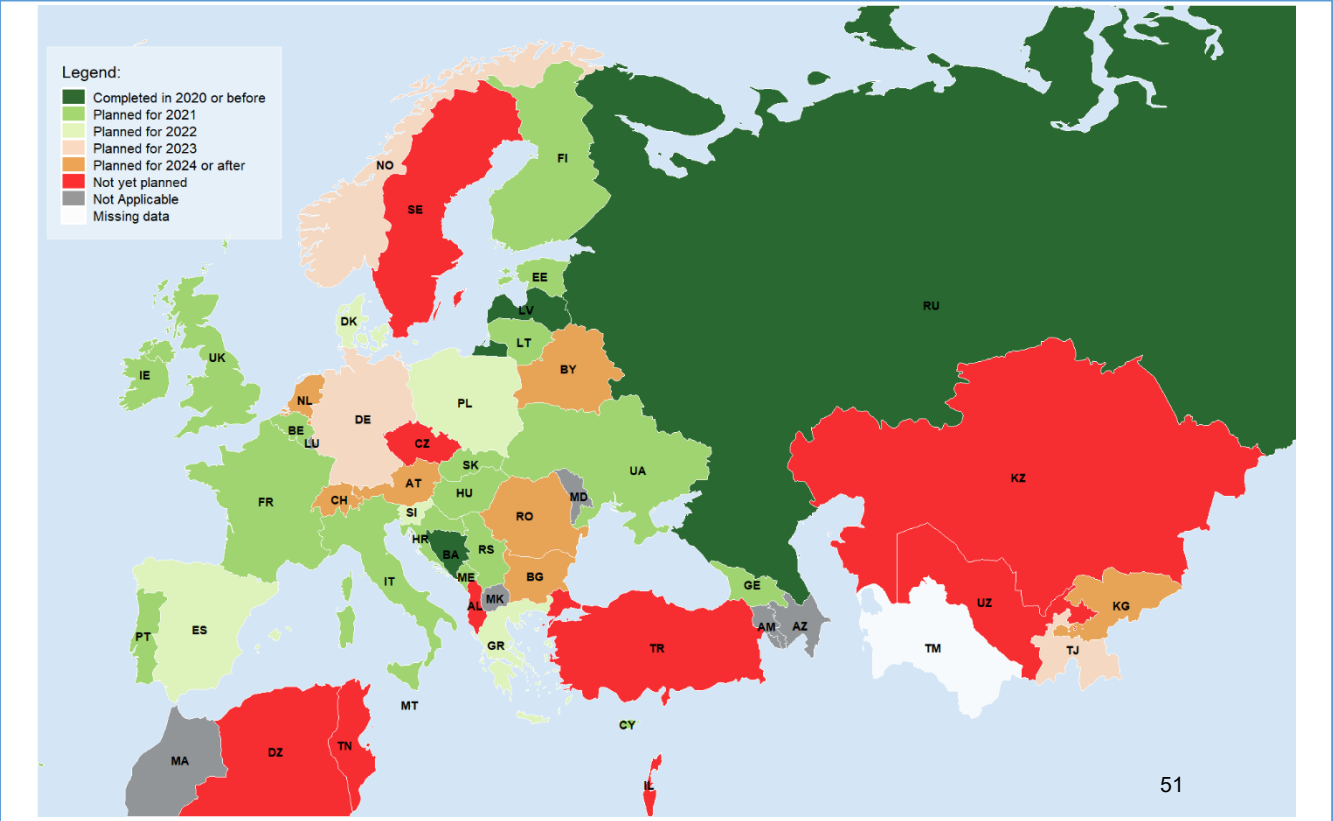 Legend:
Completed in 2020 or before
Planned for 2021
Planned for 2022
Planned for 2023
Planned for 2024 or after
Not yet planned
Not Applicable
Missing data
NO
FI
SE
EE
RU
LV
DK
LT
UK
BY
IE
NL
PL
DE
BE
LU
CZ
SK
UA
KZ
AT
HU
MD
CH
FR
SI
RO
HR
RS
BA
BG
ME
IT
GE
MK
AL
UZ
KG
AM
AZ
ES
PT
GR
TR
TM
TJ
MT
CY
TN
DZ
MA
IL
51